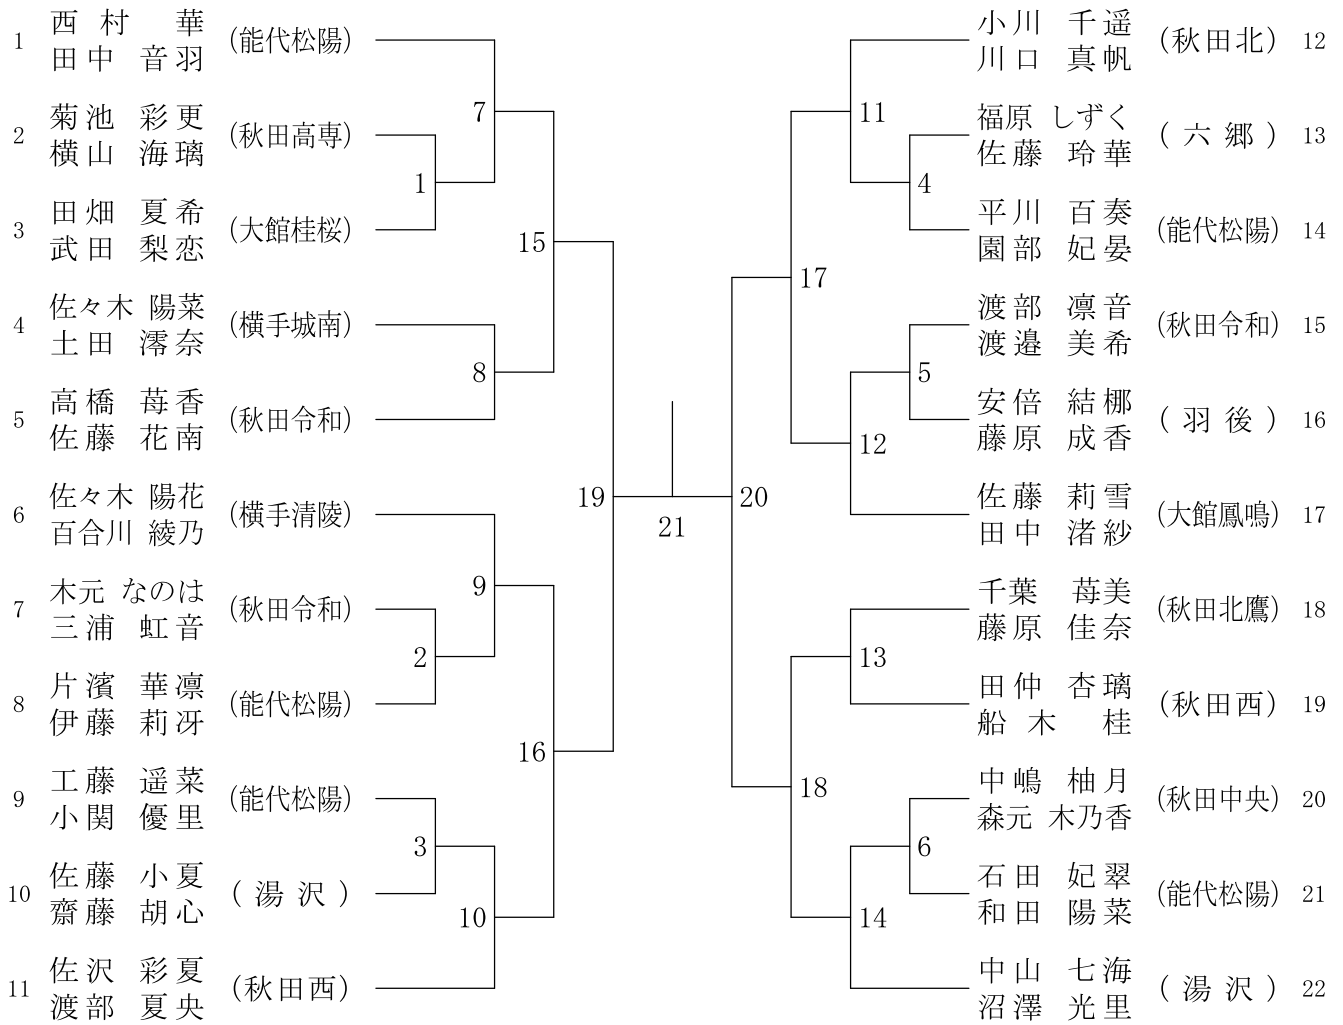 1 西村 華 (能代松陽)
田中 音羽
2 菊池 彩更 (秋田高専)
横山 海璃
3 田畑 夏希 (大館桂桜)
武田 梨恋
4 佐々木 陽菜 (横手城南)
土田 澪奈
5 高橋 苺香 (秋田令和)
佐藤 花南
6 佐々木 陽花 (横手清陵)
百合川 綾乃
7 木元 なのは (秋田令和)
三浦 虹音
8 片濱 華凛 (能代松陽)
伊藤 莉冴
9 工藤 遥菜 (能代松陽)
小関 優里
10 佐藤 小夏 (湯沢)
齋藤 胡心
11 佐沢 彩夏 (秋田西)
渡部 夏央
7
1
15
8
19
9
2
16
3
10
21
11
4
17
5
12
20
13
18
6
14
小川 千遥 (秋田北) 12
川口 真帆
福原 しずく (六郷) 13
佐藤 玲華
平川 百奏 (能代松陽) 14
園部 妃晏
渡部 凛音 (秋田令和) 15
渡邉 美希
安倍 結梛 (羽後) 16
藤原 成香
佐藤 莉雪 (大館鳳鳴) 17
田中 渚紗
千葉 苺美 (秋田北鷹) 18
藤原 佳奈
田仲 杏璃 (秋田西) 19
船木 桂
中嶋 柚月 (秋田中央) 20
森元 木乃香
石田 妃翠 (能代松陽) 21
和田 陽菜
中山 七海 (湯沢) 22
沼澤 光里